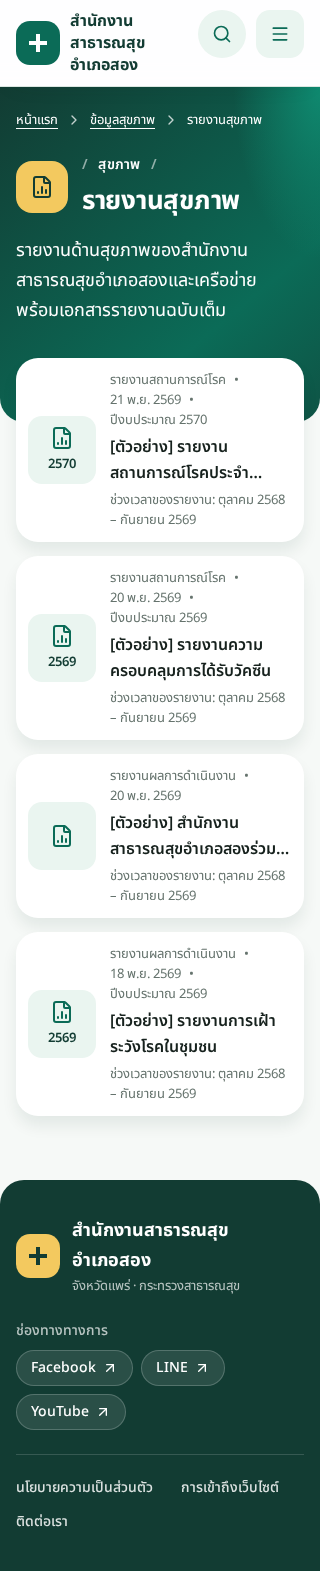 สำนักงาน
สาธารณสุข
อำเภอสอง
หน้าแรก > ข้อมูลสุขภาพ > รายงานสุขภาพ
/ สุขภาพ /
รายงานสุขภาพ
รายงานด้านสุขภาพของสำนักงาน
สาธารณสุขอำเภอสองและเครือข่าย
พร้อมเอกสารรายงานฉบับเต็ม
รายงานสถานการณ์โรค •
21 พ.ย. 2569 •
ปีงบประมาณ 2570
2570
[ตัวอย่าง] รายงาน
สถานการณ์โรคประจำ…
ช่วงเวลาของรายงาน: ตุลาคม 2568
– กันยายน 2569
รายงานสถานการณ์โรค •
20 พ.ย. 2569 •
ปีงบประมาณ 2569
2569
[ตัวอย่าง] รายงานความ
ครอบคลุมการได้รับวัคซีน
ช่วงเวลาของรายงาน: ตุลาคม 2568
– กันยายน 2569
รายงานผลการดำเนินงาน •
20 พ.ย. 2569
[ตัวอย่าง] สำนักงาน
สาธารณสุขอำเภอสองร่วม…
ช่วงเวลาของรายงาน: ตุลาคม 2568
– กันยายน 2569
รายงานผลการดำเนินงาน •
18 พ.ย. 2569 •
ปีงบประมาณ 2569
2569
[ตัวอย่าง] รายงานการเฝ้า
ระวังโรคในชุมชน
ช่วงเวลาของรายงาน: ตุลาคม 2568
– กันยายน 2569
สำนักงานสาธารณสุข
อำเภอสอง
จังหวัดแพร่ · กระทรวงสาธารณสุข
ช่องทางทางการ
Facebook LINE
YouTube
นโยบายความเป็นส่วนตัว การเข้าถึงเว็บไซต์
ติดต่อเรา